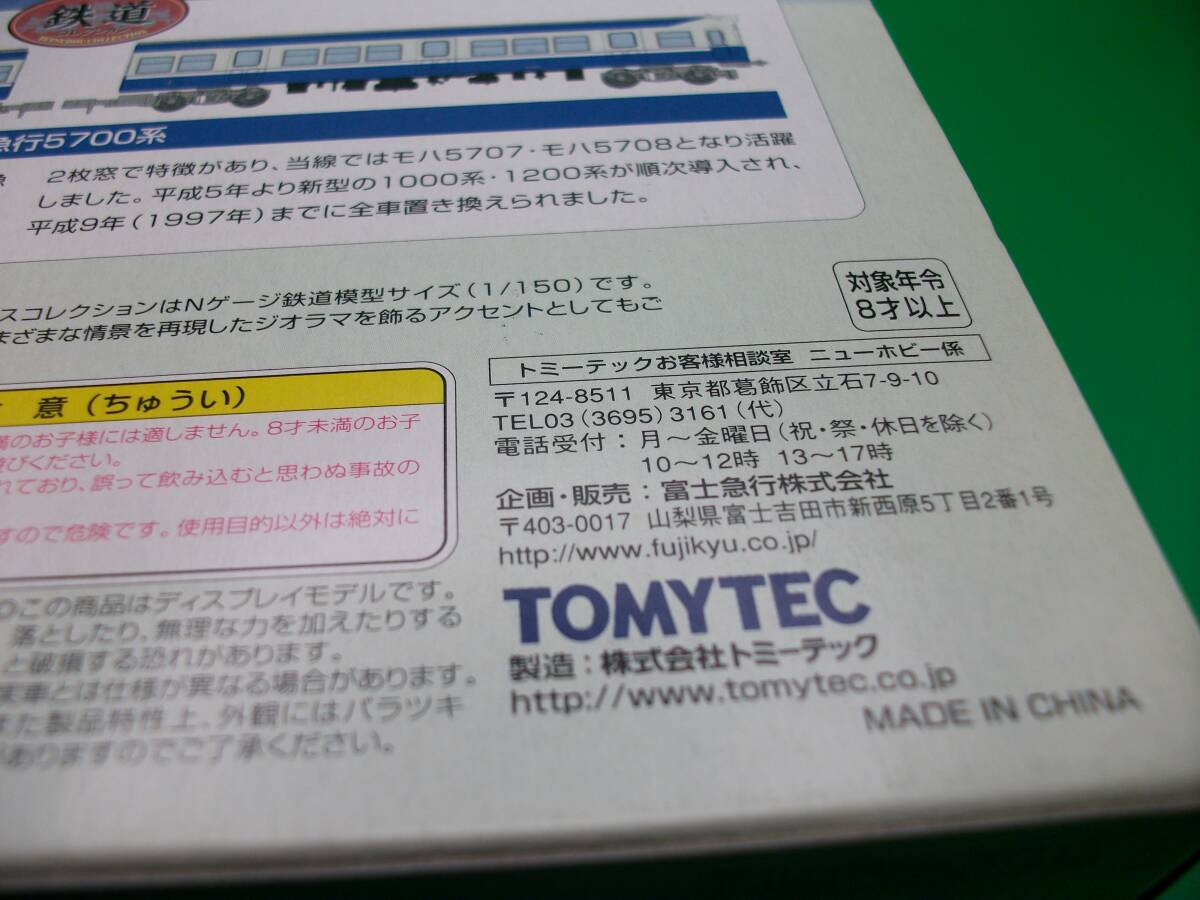 鉄道
コレクション
急行5700系
2枚窓で特徴があり、当線ではモハ5707・モハ5708となり活躍
しました。平成5年より新型の1000系・1200系が順次導入され、
平成9年(1997年)までに全車置き換えられました。
スコレクションはNゲージ鉄道模型サイズ(1/150)です。
まざまな情景を再現したジオラマを飾るアクセントとしてもご
対象年令
8才以上
意(ちゅうい)
満のお子様には適しません。8才未満のお子
びください。
れており、誤って飲み込むと思わぬ事故の
すので危険です。使用目的以外は絶対に
この商品はディスプレイモデルです。
落としたり、無理な力を加えたりする
と破損する恐れがあります。
実車とは仕様が異なる場合があります。
また製品特性上、外観にはバラツキ
がありますのでご了承ください。
トミーテックお客様相談室 ニューホビー係
〒124-8511 東京都葛飾区立石7-9-10
TEL03(3695)3161(代)
電話受付:月〜金曜日(祝・祭・休日を除く)
10〜12時 13〜17時
企画・販売:富士急行株式会社
〒403-0017 山梨県富士吉田市新西原5丁目2番1号
http://www.fujikyu.co.jp/
TOMYTEC
製造:株式会社トミーテック
http://www.tomytec.co.jp
MADE IN CHINA